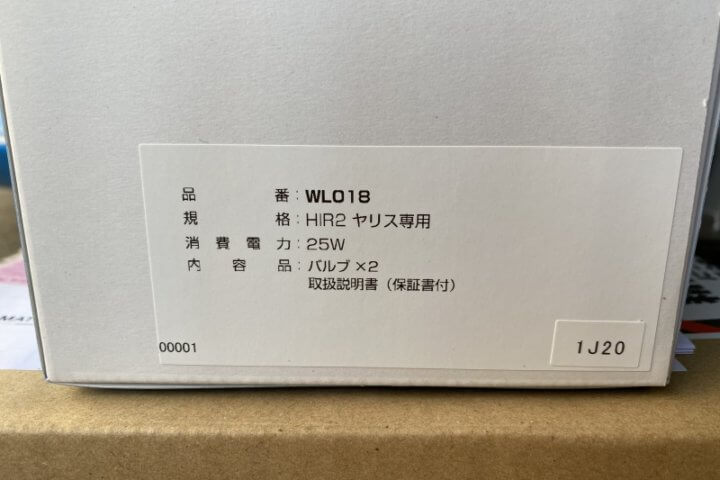 品番：WL018
規格：HIR2 ヤリス専用
消費電力：25W
内容品：バルブ×2
取扱説明書（保証書付）
00001
1J20